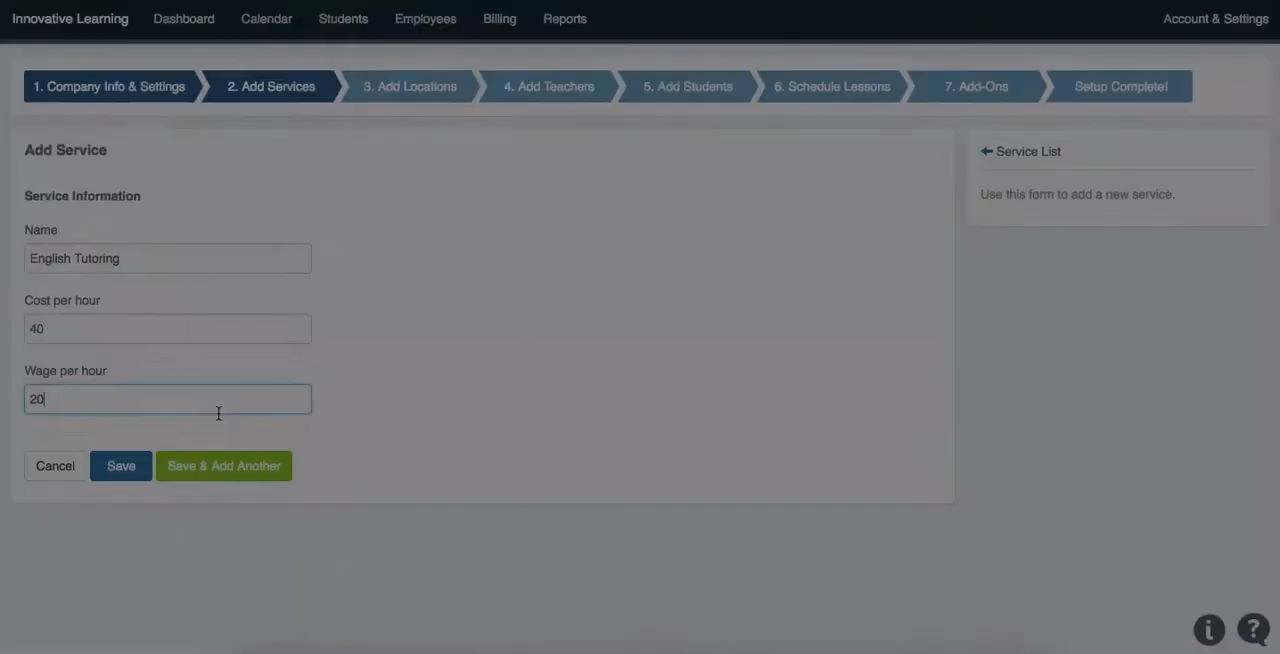 Innovative Learning Dashboard Calendar Students Employees Billing Reports Account & Settings
1. Company Info & Settings 2. Add Services 3. Add Locations 4. Add Teachers 5. Add Students 6. Schedule Lessons 7. Add-Ons Setup Complete!
Add Service
Service Information
Name
English Tutoring
Cost per hour
40
Wage per hour
20
Cancel Save Save & Add Another
Service List
Use this form to add a new service.